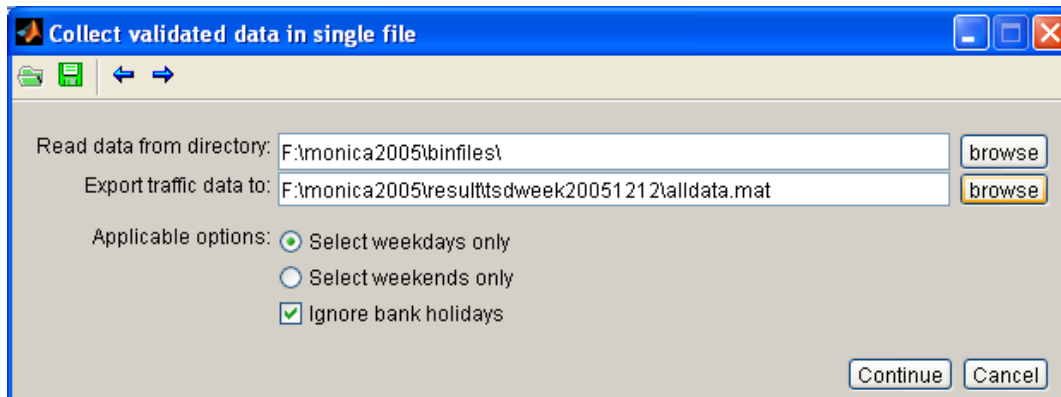 Collect validated data in single file
Read data from directory: F:\monica2005\binfiles\ browse
Export traffic data to: F:\monica2005\result\tsdweek20051212\alldata.mat browse
Applicable options: Select weekdays only
Select weekends only
Ignore bank holidays
Continue Cancel